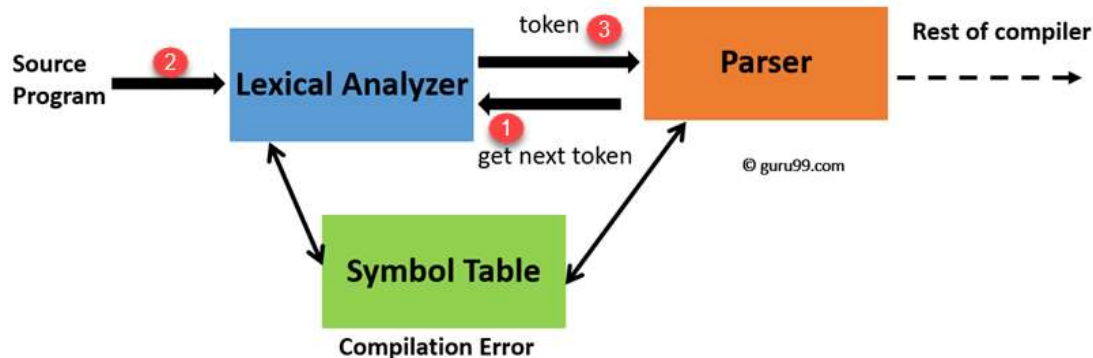 token 3
Rest of compiler
Source
Program
2
Lexical Analyzer
Parser
1
get next token
© guru99.com
Symbol Table
Compilation Error